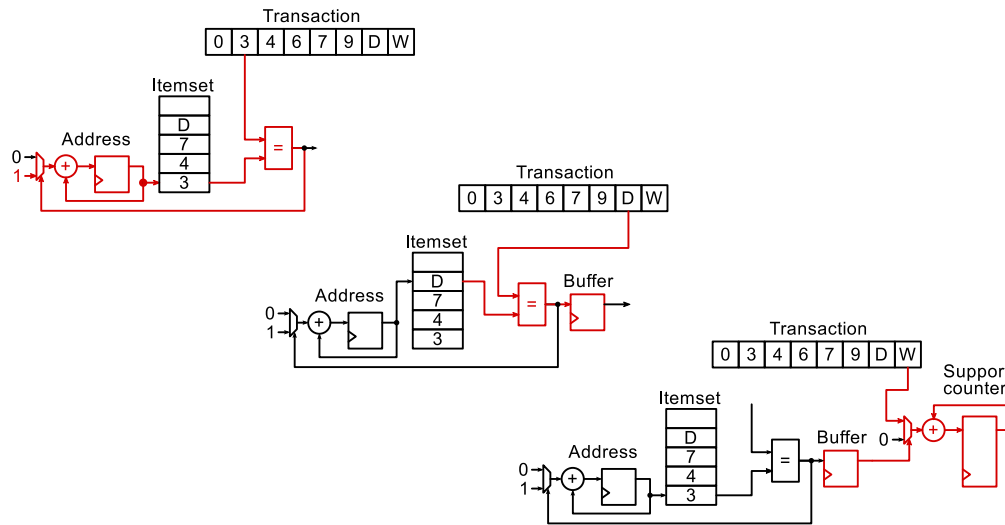 Transaction
0 3 4 6 7 9 D W
Itemset
D
7
4
3
Address
0
1
+
=
Transaction
0 3 4 6 7 9 D W
Itemset
D
7
4
3
Address
Buffer
0
1
+
=
Transaction
0 3 4 6 7 9 D W
Suppor
counter
Itemset
D
7
4
3
Address
Buffer
0
1
+
=
0
+